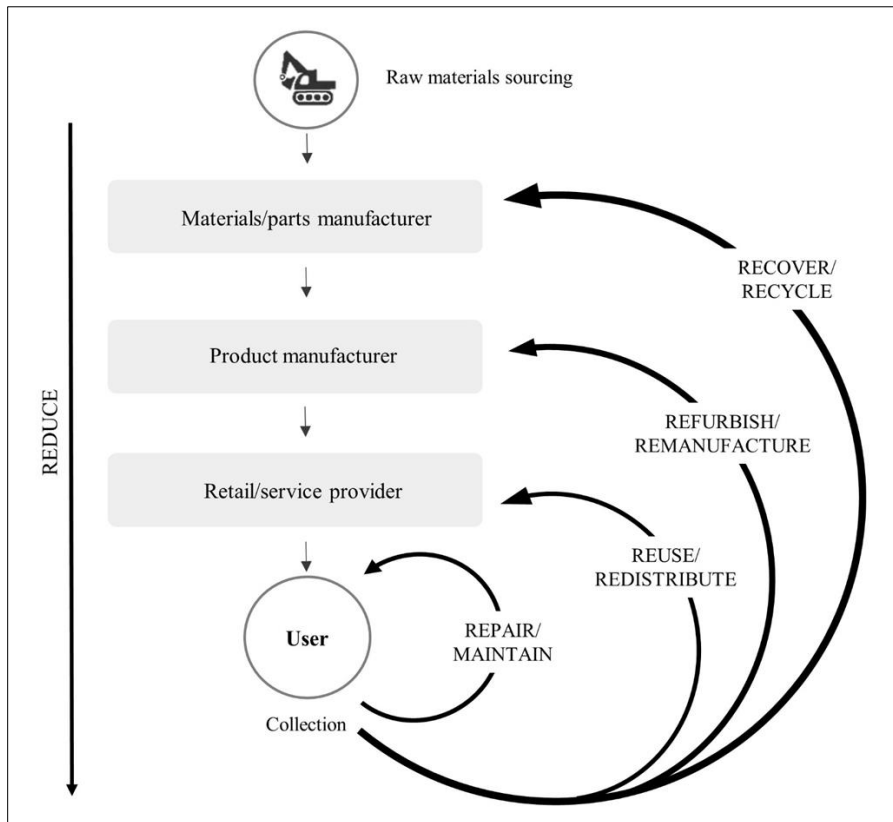 Raw materials sourcing
Materials/parts manufacturer
RECOVER/
RECYCLE
Product manufacturer
REDUCE
REFURBISH/
REMANUFACTURE
Retail/service provider
REUSE/
REDISTRIBUTE
User
REPAIR/
MAINTAIN
Collection